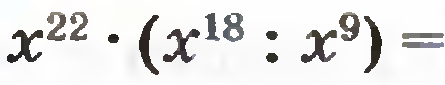 x²² · (x¹⁸ : x⁹) =